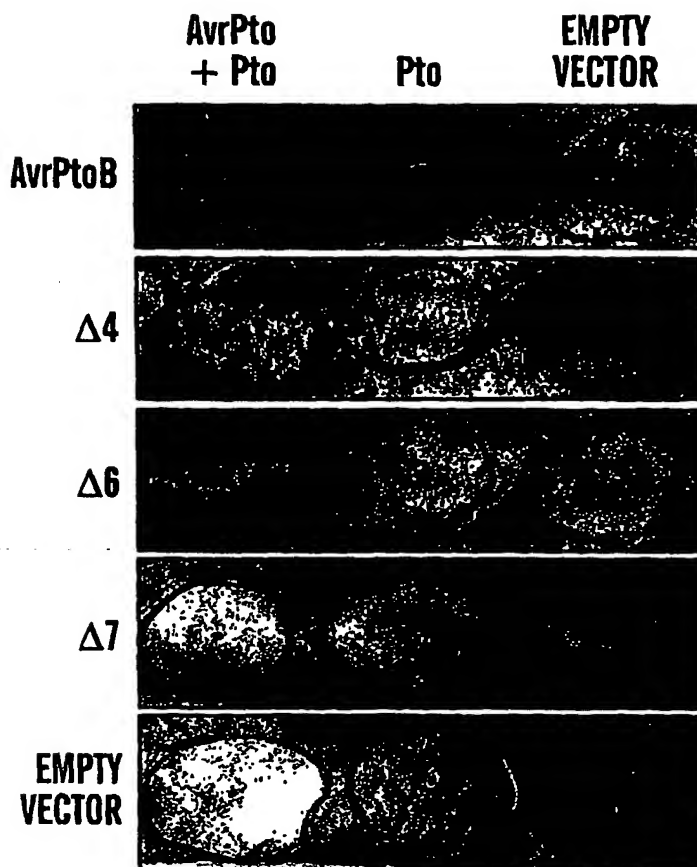 AvrPto
+ Pto
Pto
EMPTY
VECTOR
AvrPtoB
Δ4
Δ6
Δ7
EMPTY
VECTOR